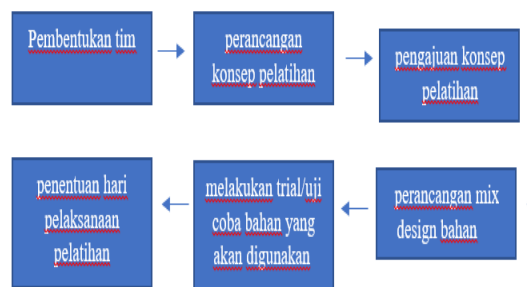 Pembentukan tim
perancangan
konsep pelatihan
pengajuan konsep
pelatihan
perancangan mix
design bahan
melakukan trial/uji
coba bahan yang
akan digunakan
penentuan hari
pelaksanaan
pelatihan